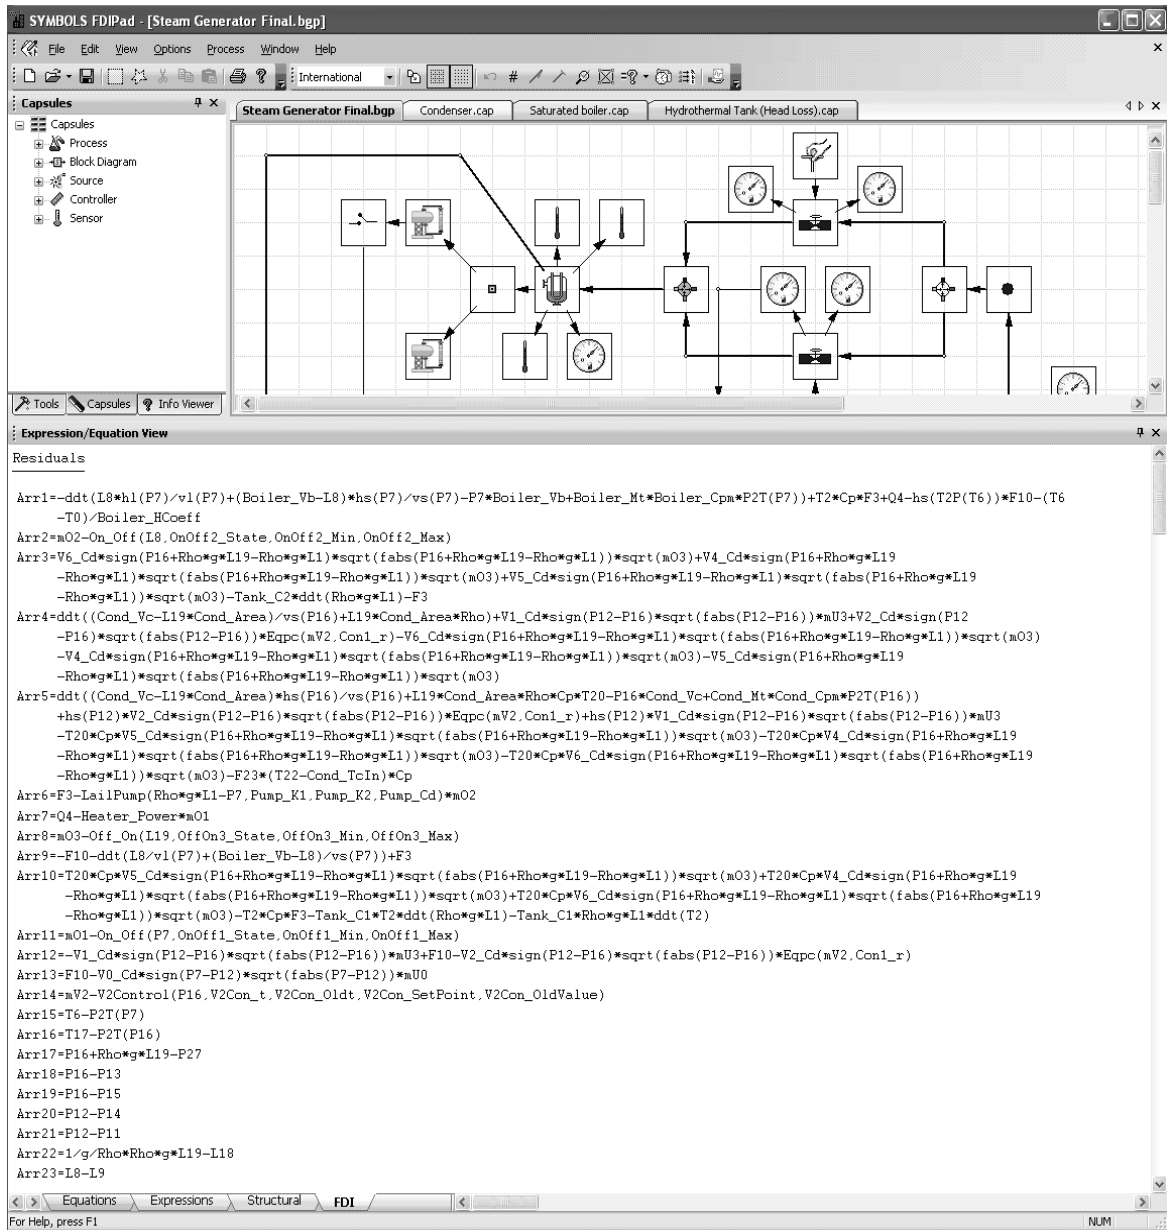 SYMBOLS FDIPad - [Steam Generator Final.bgp]
File Edit View Options Process Window Help
International
Capsules
Steam Generator Final.bgp Condenser.cap Saturated boiler.cap Hydrothermal Tank (Head Loss).cap
Capsules
Process
Block Diagram
Source
Controller
Sensor
Tools Capsules Info Viewer
Expression/Equation View
Residuals
Arr1=-ddt(L8*hl(P7)/vl(P7)+(Boiler_Vb-L8)*hs(P7)/vs(P7)-P7*Boiler_Vb+Boiler_Mt*Boiler_Cpm*P2T(P7))+T2*Cp*F3+Q4-hs(T2P(T6))*F10-(T6
-T0)/Boiler_HCoeff
Arr2=mO2-On_Off(L8,OnOff2_State,OnOff2_Min,OnOff2_Max)
Arr3=V6_Cd*sign(P16+Rho*g*L19-Rho*g*L1)*sqrt(fabs(P16+Rho*g*L19-Rho*g*L1))*sqrt(mO3)+V4_Cd*sign(P16+Rho*g*L19
-Rho*g*L1)*sqrt(fabs(P16+Rho*g*L19-Rho*g*L1))*sqrt(mO3)+V5_Cd*sign(P16+Rho*g*L19-Rho*g*L1)*sqrt(fabs(P16+Rho*g*L19
-Rho*g*L1))*sqrt(mO3)-Tank_C2*ddt(Rho*g*L1)-F3
Arr4=ddt((Cond_Vc-L19*Cond_Area)/vs(P16)+L19*Cond_Area*Rho)+V1_Cd*sign(P12-P16)*sqrt(fabs(P12-P16))*mU3+V2_Cd*sign(P12
-P16)*sqrt(fabs(P12-P16))*Eqpc(mV2,Con1_r)-V6_Cd*sign(P16+Rho*g*L19-Rho*g*L1)*sqrt(fabs(P16+Rho*g*L19-Rho*g*L1))*sqrt(mO3)
-V4_Cd*sign(P16+Rho*g*L19-Rho*g*L1)*sqrt(fabs(P16+Rho*g*L19-Rho*g*L1))*sqrt(mO3)-V5_Cd*sign(P16+Rho*g*L19
-Rho*g*L1)*sqrt(fabs(P16+Rho*g*L19-Rho*g*L1))*sqrt(mO3)
Arr5=ddt((Cond_Vc-L19*Cond_Area)*hs(P16)/vs(P16)+L19*Cond_Area*Rho*Cp*T20-P16*Cond_Vc+Cond_Mt*Cond_Cpm*P2T(P16))
+hs(P12)*V2_Cd*sign(P12-P16)*sqrt(fabs(P12-P16))*Eqpc(mV2,Con1_r)+hs(P12)*V1_Cd*sign(P12-P16)*sqrt(fabs(P12-P16))*mU3
-T20*Cp*V5_Cd*sign(P16+Rho*g*L19-Rho*g*L1)*sqrt(fabs(P16+Rho*g*L19-Rho*g*L1))*sqrt(mO3)-T20*Cp*V4_Cd*sign(P16+Rho*g*L19
-Rho*g*L1)*sqrt(fabs(P16+Rho*g*L19-Rho*g*L1))*sqrt(mO3)-T20*Cp*V6_Cd*sign(P16+Rho*g*L19-Rho*g*L1)*sqrt(fabs(P16+Rho*g*L19
-Rho*g*L1))*sqrt(mO3)-F23*(T22-Cond_TcIn)*Cp
Arr6=F3-LailPump(Rho*g*L1-P7,Pump_K1,Pump_K2,Pump_Cd)*mO2
Arr7=Q4-Heater_Power*mO1
Arr8=mO3-Off_On(L19,OffOn3_State,OffOn3_Min,OffOn3_Max)
Arr9=-F10-ddt(L8/vl(P7)+(Boiler_Vb-L8)/vs(P7))+F3
Arr10=T20*Cp*V5_Cd*sign(P16+Rho*g*L19-Rho*g*L1)*sqrt(fabs(P16+Rho*g*L19-Rho*g*L1))*sqrt(mO3)+T20*Cp*V4_Cd*sign(P16+Rho*g*L19
-Rho*g*L1)*sqrt(fabs(P16+Rho*g*L19-Rho*g*L1))*sqrt(mO3)+T20*Cp*V6_Cd*sign(P16+Rho*g*L19-Rho*g*L1)*sqrt(fabs(P16+Rho*g*L19
-Rho*g*L1))*sqrt(mO3)-T2*Cp*F3-Tank_C1*T2*ddt(Rho*g*L1)-Tank_C1*Rho*g*L1*ddt(T2)
Arr11=mO1-On_Off(P7,OnOff1_State,OnOff1_Min,OnOff1_Max)
Arr12=-V1_Cd*sign(P12-P16)*sqrt(fabs(P12-P16))*mU3+F10-V2_Cd*sign(P12-P16)*sqrt(fabs(P12-P16))*Eqpc(mV2,Con1_r)
Arr13=F10-V0_Cd*sign(P7-P12)*sqrt(fabs(P7-P12))*mU0
Arr14=mV2-V2Control(P16,V2Con_t,V2Con_Oldt,V2Con_SetPoint,V2Con_OldValue)
Arr15=T6-P2T(P7)
Arr16=T17-P2T(P16)
Arr17=P16+Rho*g*L19-P27
Arr18=P16-P13
Arr19=P16-P15
Arr20=P12-P14
Arr21=P12-P11
Arr22=1/g/Rho*Rho*g*L19-L18
Arr23=L8-L9
Equations Expressions Structural FDI
For Help, press F1 NUM